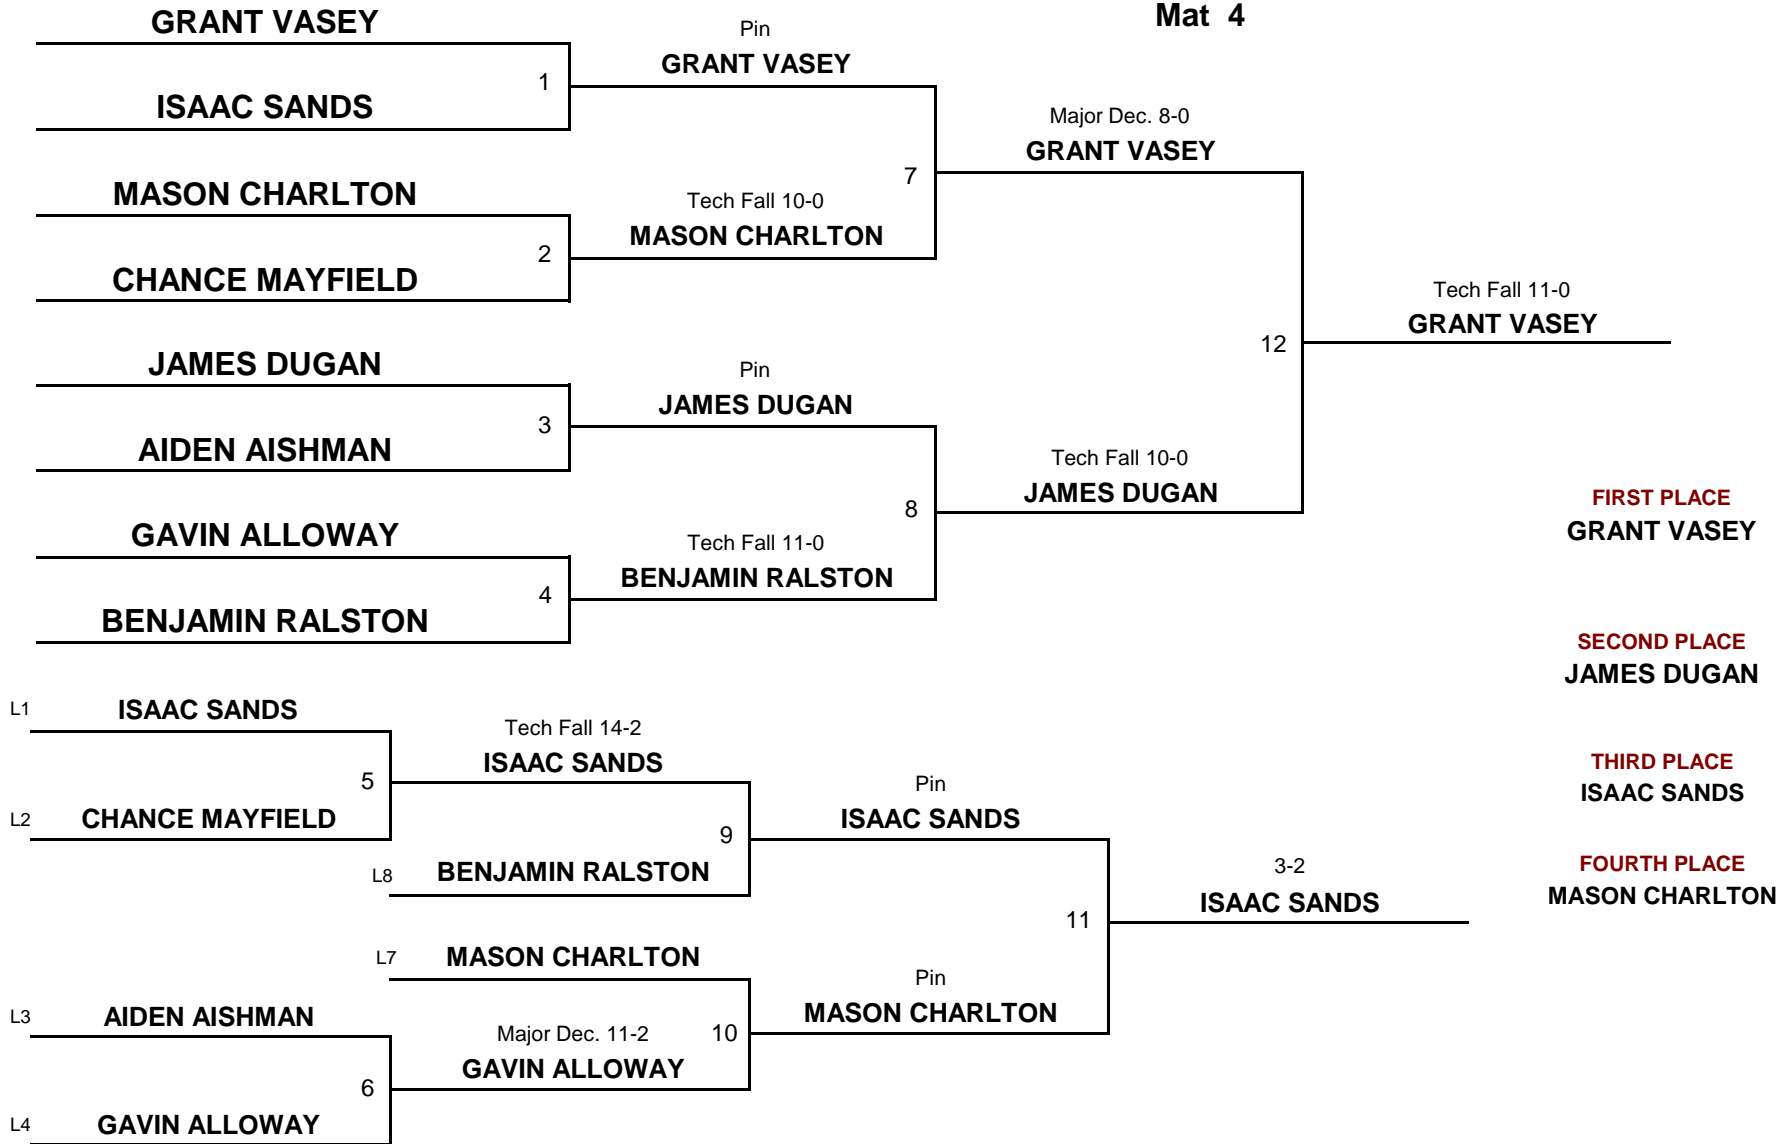 Mat 4
GRANT VASEY
Pin
GRANT VASEY
1
ISAAC SANDS
Major Dec. 8-0
GRANT VASEY
7
MASON CHARLTON
Tech Fall 10-0
MASON CHARLTON
2
CHANCE MAYFIELD
Tech Fall 11-0
GRANT VASEY
12
JAMES DUGAN
Pin
JAMES DUGAN
3
AIDEN AISHMAN
Tech Fall 10-0
JAMES DUGAN
8
GAVIN ALLOWAY
Tech Fall 11-0
BENJAMIN RALSTON
4
BENJAMIN RALSTON
FIRST PLACE
GRANT VASEY
SECOND PLACE
JAMES DUGAN
THIRD PLACE
ISAAC SANDS
FOURTH PLACE
MASON CHARLTON
L1 ISAAC SANDS
Tech Fall 14-2
ISAAC SANDS
5
L2 CHANCE MAYFIELD
Pin
ISAAC SANDS
9
L8 BENJAMIN RALSTON
3-2
ISAAC SANDS
11
L7 MASON CHARLTON
Pin
MASON CHARLTON
L3 AIDEN AISHMAN
Major Dec. 11-2
10
GAVIN ALLOWAY
6
L4 GAVIN ALLOWAY